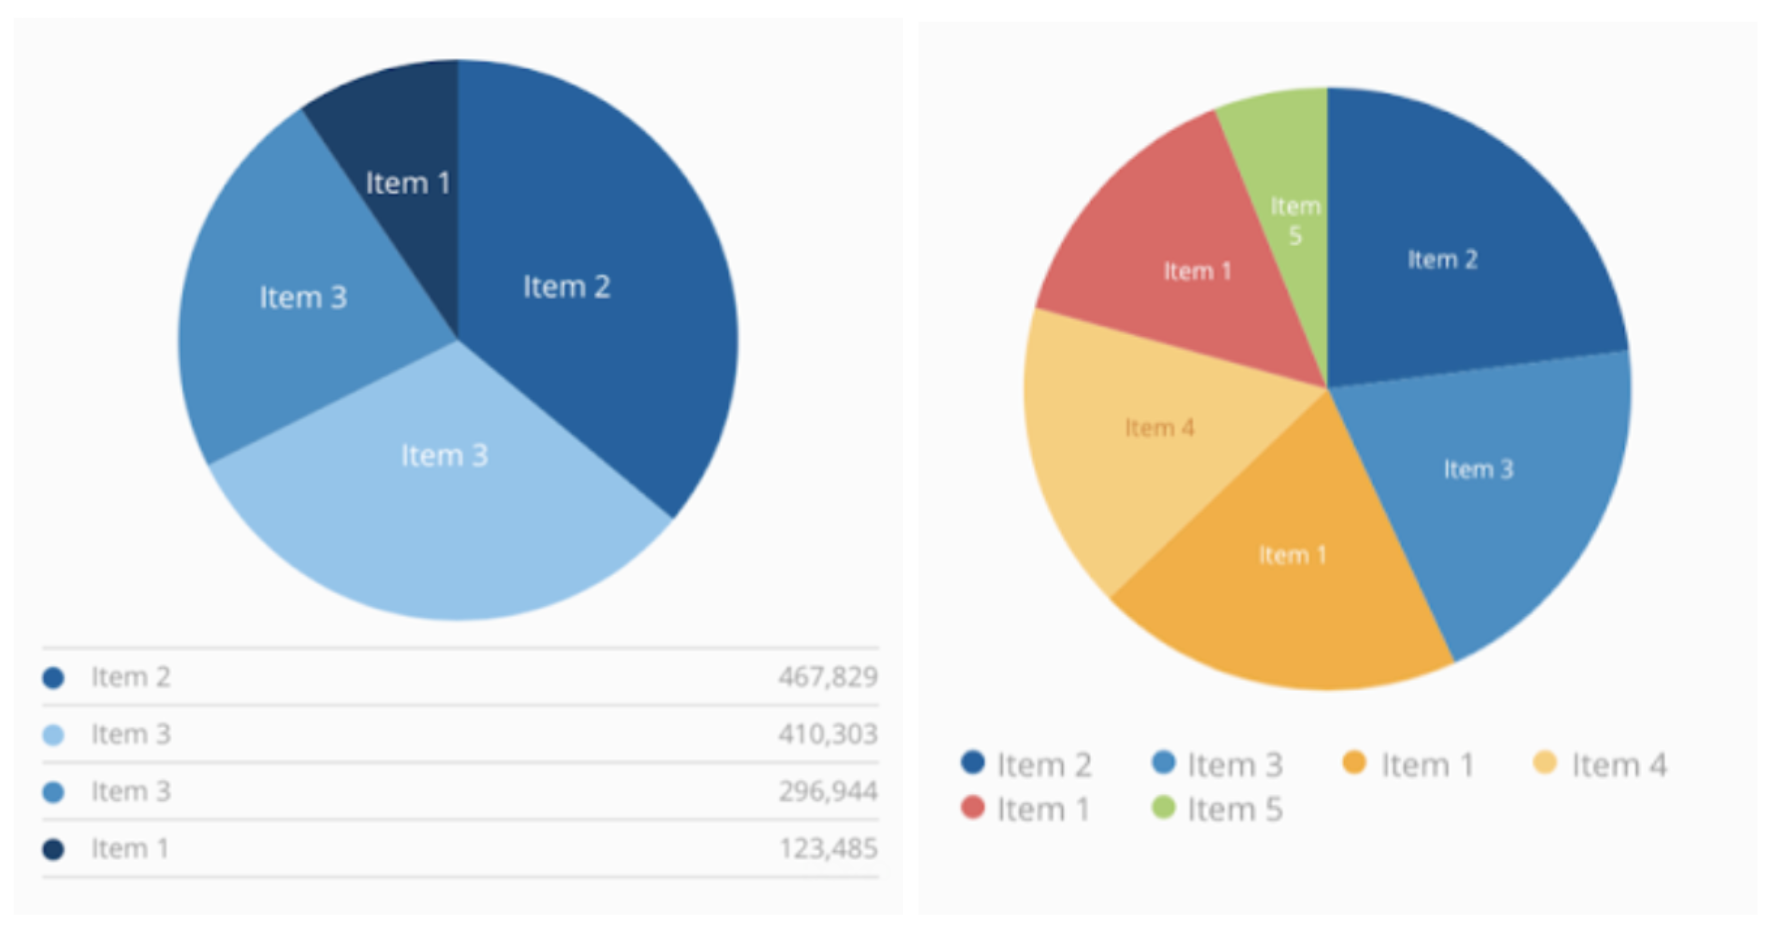 Item 1
Item 2
Item 3
Item 3
Item 2 467,829
Item 3 410,303
Item 3 296,944
Item 1 123,485
Item
5
Item 2
Item 1
Item 4
Item 3
Item 1
Item 2 Item 3 Item 1 Item 4
Item 1 Item 5